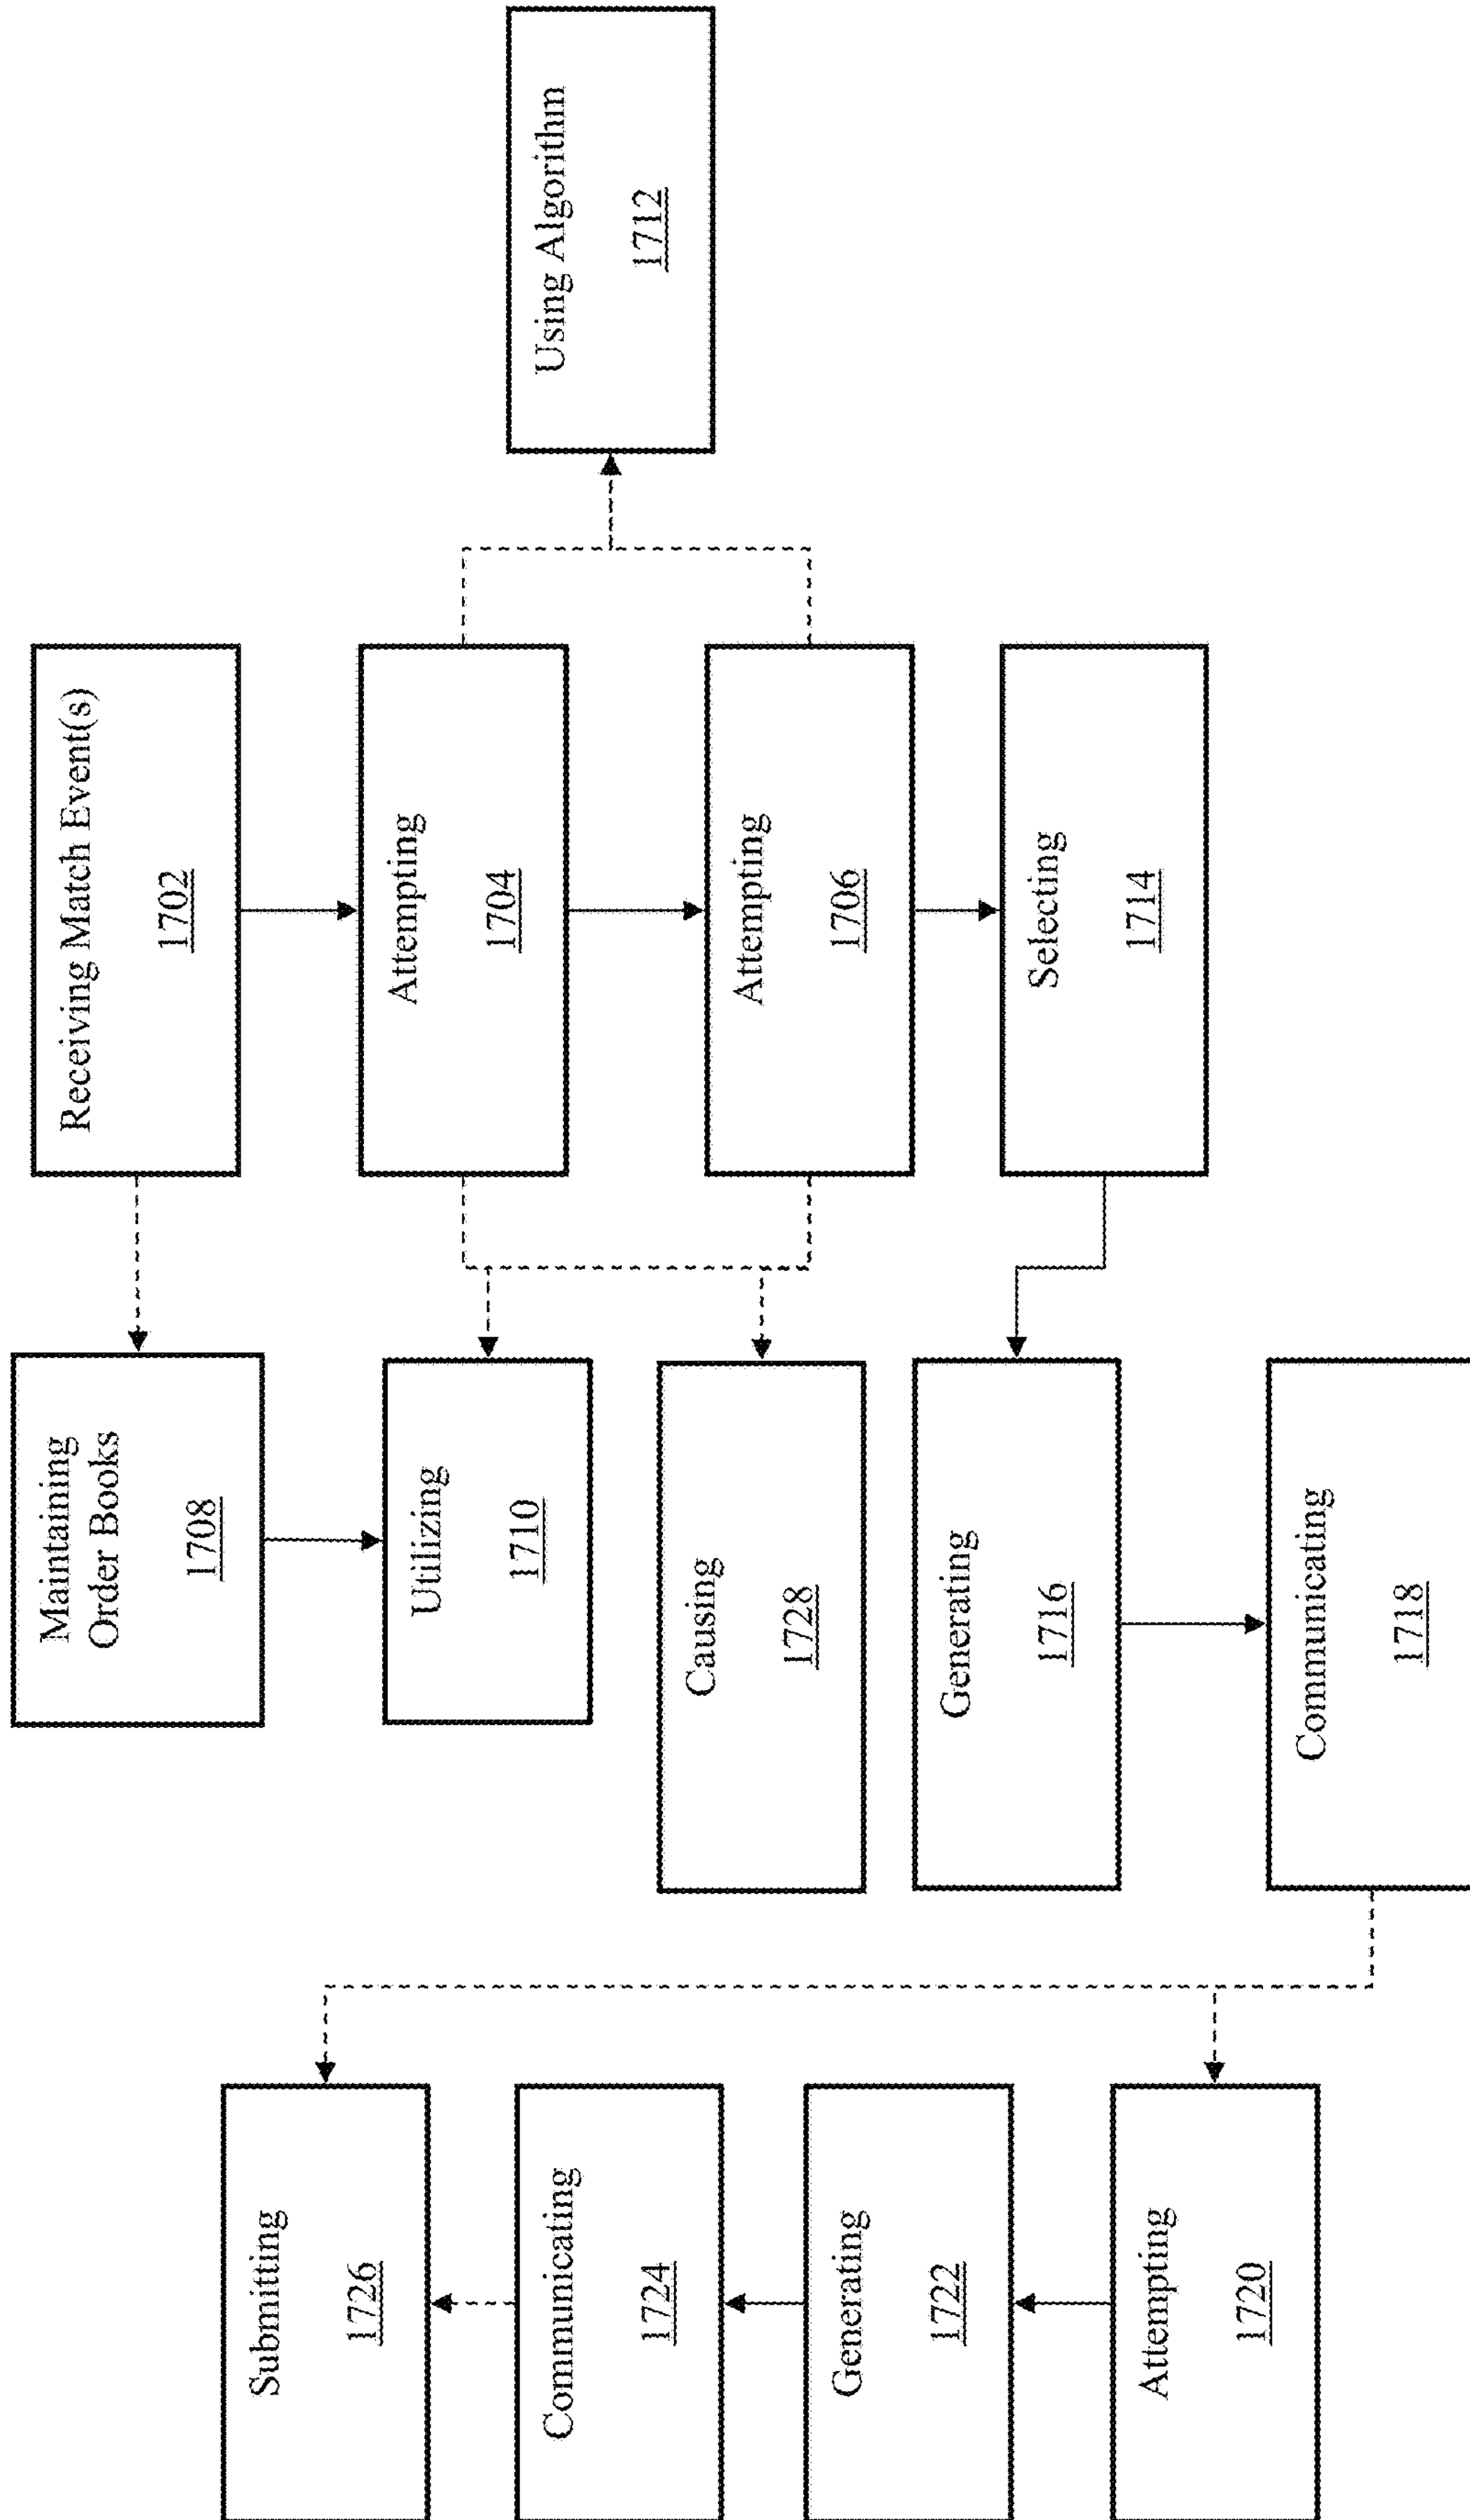 Receiving Match Event(s)
1702
Attempting
1704
Attempting
1706
Selecting
1714
Using Algorithm
1712
Maintaining
Order Books
1708
Utilizing
1710
Causing
1728
Generating
1716
Communicating
1718
Submitting
1726
Communicating
1724
Generating
1722
Attempting
1720